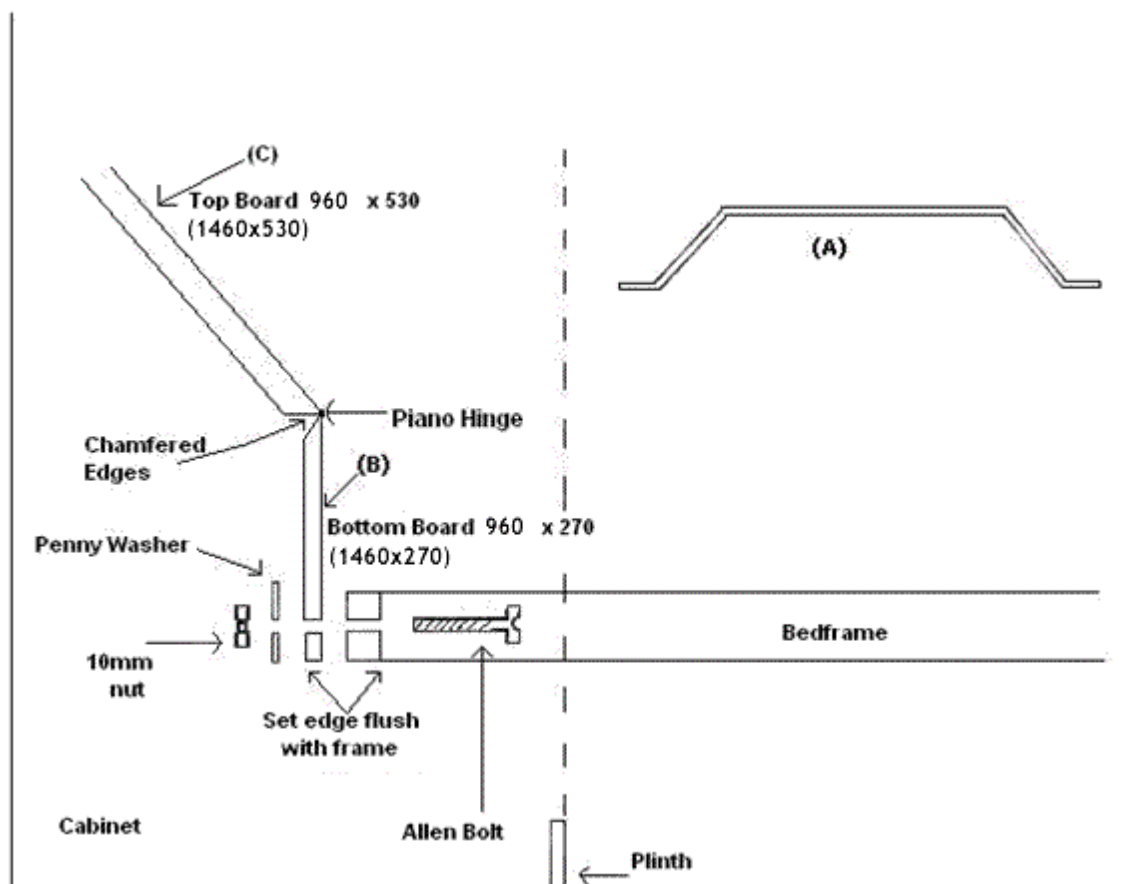 (C)
Top Board 960 x 530
(1460x530)
(A)
Piano Hinge
Chamfered
Edges
(B)
Bottom Board 960 x 270
(1460x270)
Penny Washer
Bedframe
10mm
nut
Set edge flush
with frame
Cabinet
Allen Bolt
Plinth